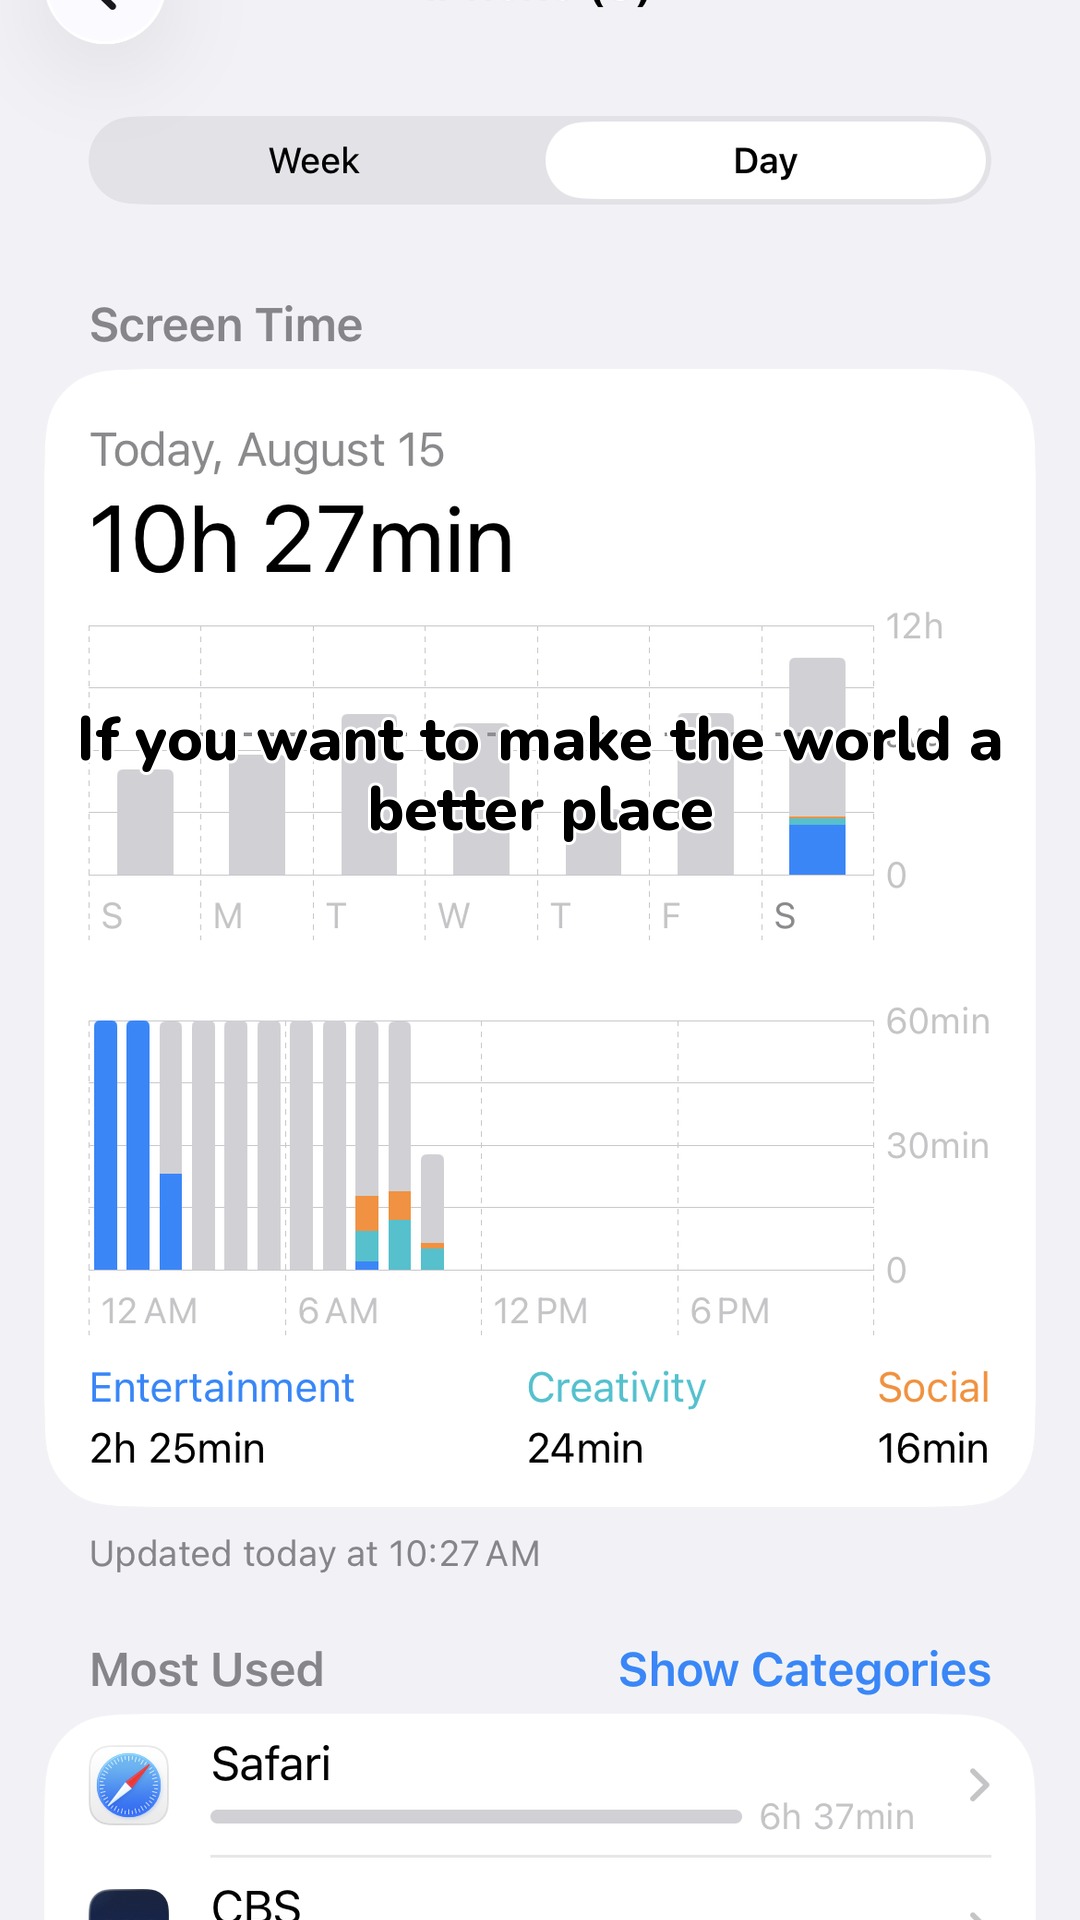 Week
Day
Screen Time
Today, August 15
10h 27min
12h
If you want to make the world a
better place
0
S M T W T F S
60min
30min
0
12 AM 6 AM 12 PM 6 PM
Entertainment Creativity Social
2h 25min 24min 16min
Updated today at 10:27 AM
Most Used Show Categories
Safari
6h 37min
CBS